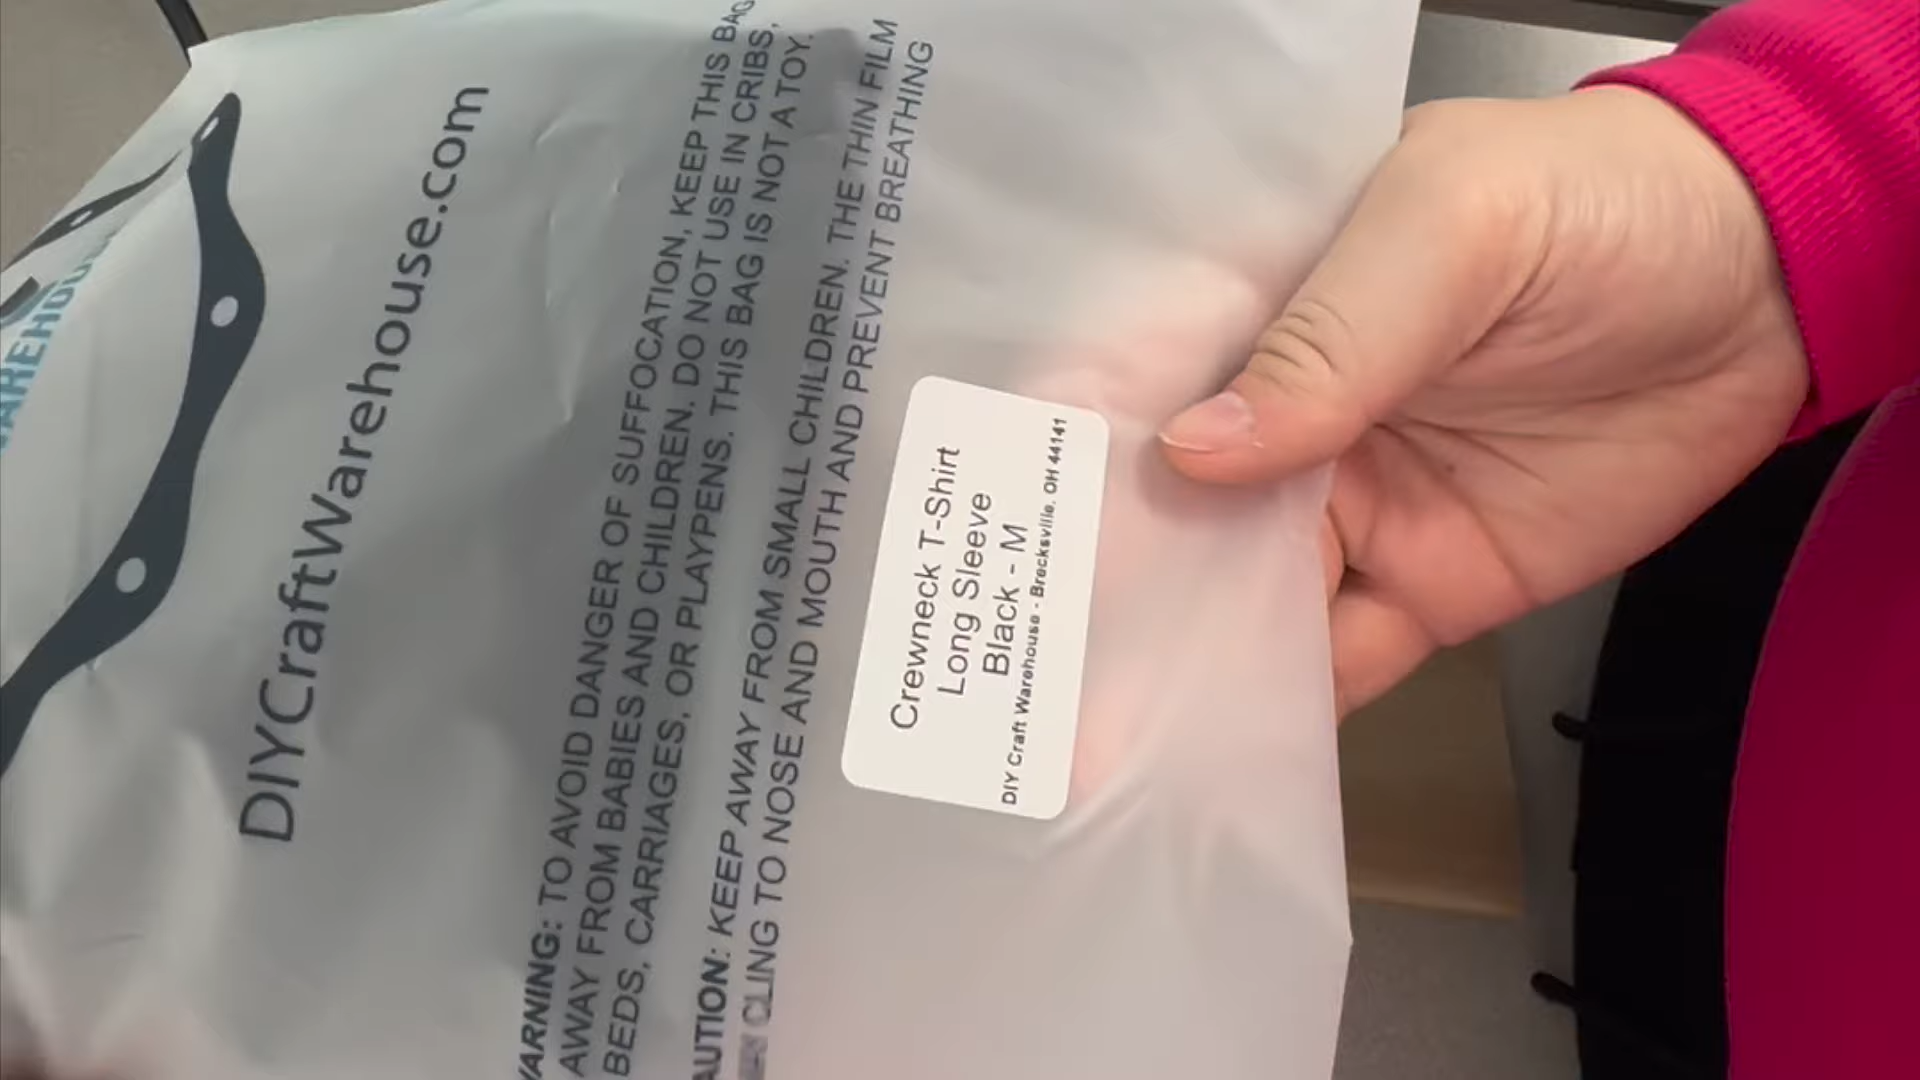 WAREHOU
DIYCraftWarehouse.com
WARNING: TO AVOID DANGER OF SUFFOCATION, KEEP THIS BAG
AWAY FROM BABIES AND CHILDREN. DO NOT USE IN CRIBS,
BEDS, CARRIAGES, OR PLAYPENS. THIS BAG IS NOT A TOY.
AUTION: KEEP AWAY FROM SMALL CHILDREN. THE THIN FILM
CLING TO NOSE AND MOUTH AND PREVENT BREATHING
Crewneck T-Shirt
Long Sleeve
Black - M
DIY Craft Warehouse - Brecksville, OH 44141